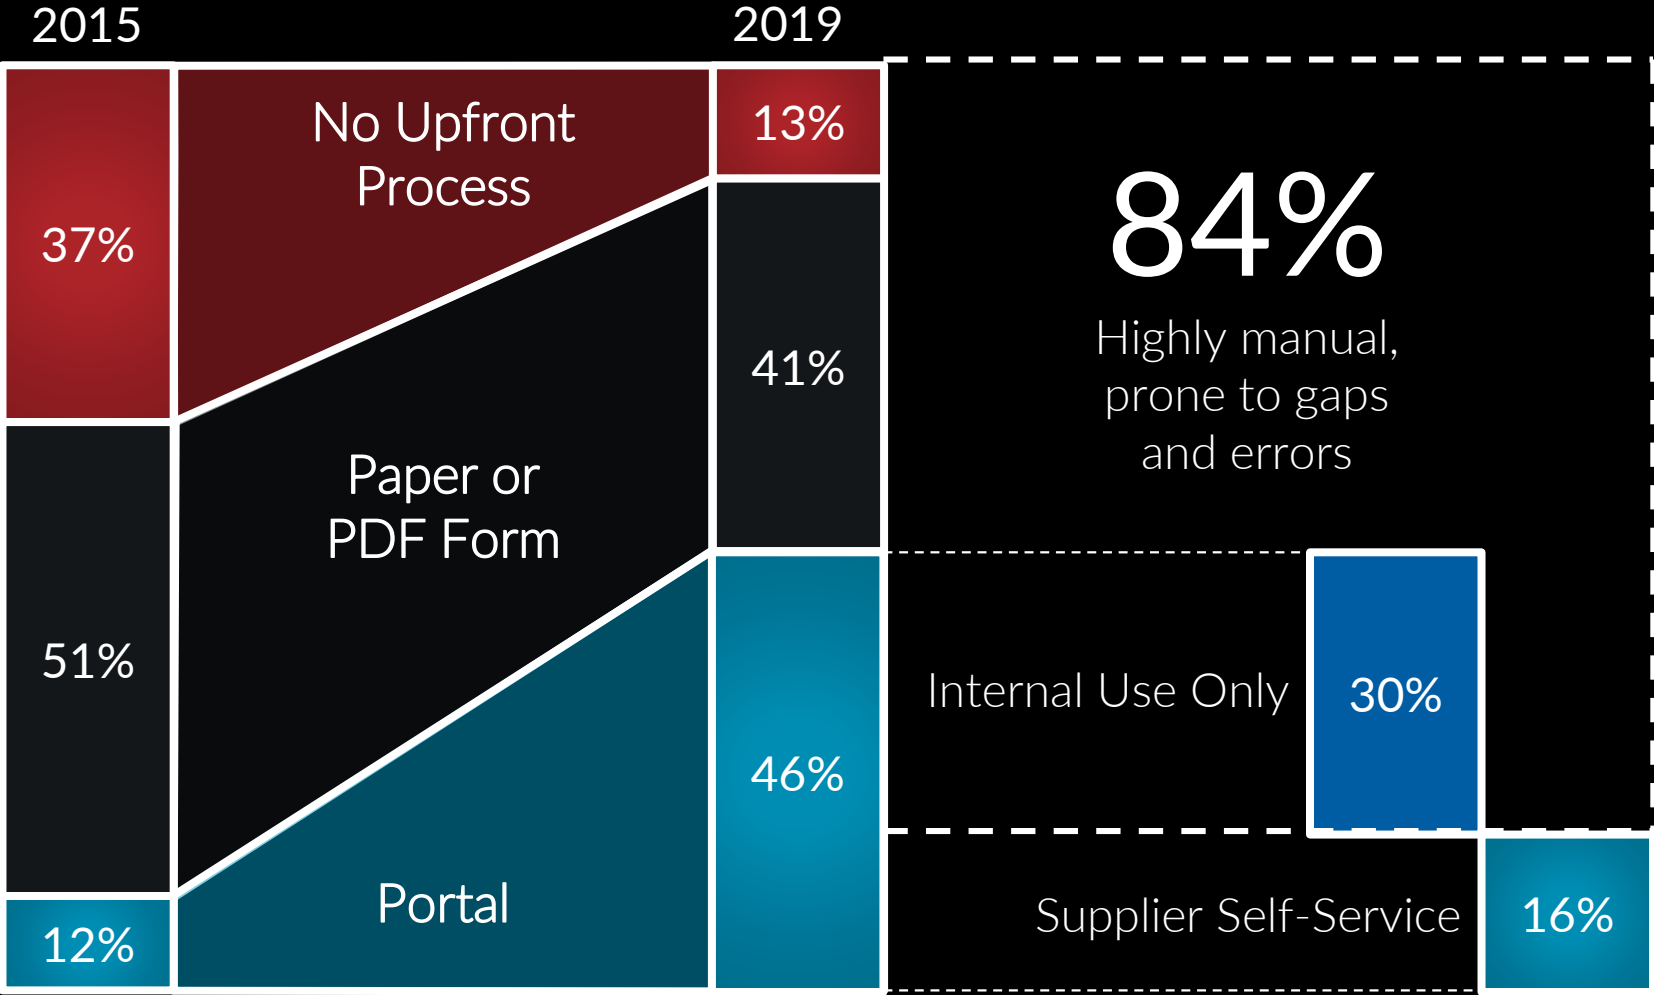 2015
2019
37%
No Upfront
Process
13%
51%
Paper or
PDF Form
41%
12%
Portal
46%
84%
Highly manual,
prone to gaps
and errors
Internal Use Only
30%
Supplier Self-Service
16%